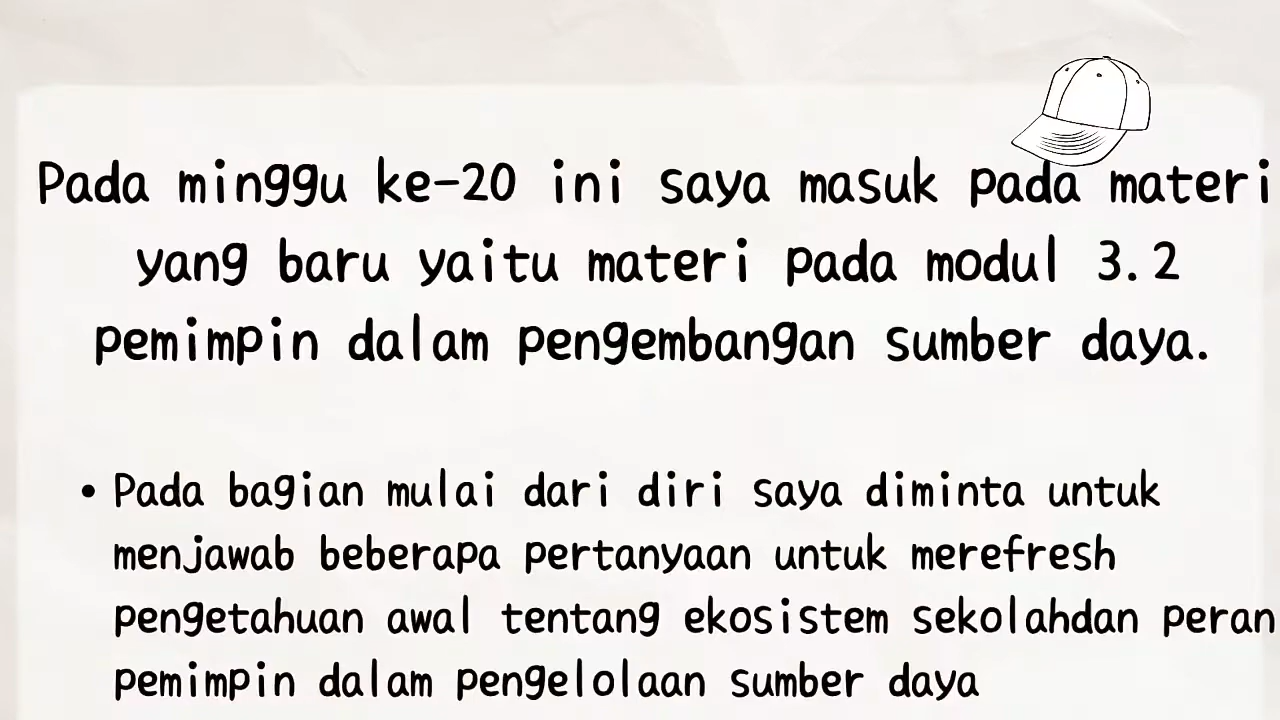 Pada minggu ke-20 ini saya masuk pada materi
yang baru yaitu materi pada modul 3.2
pemimpin dalam pengembangan sumber daya.
• Pada bagian mulai dari diri saya diminta untuk
menjawab beberapa pertanyaan untuk merefresh
pengetahuan awal tentang ekosistem sekolahdan peran
pemimpin dalam pengelolaan sumber daya